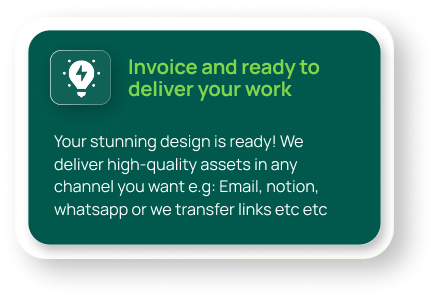 Invoice and ready to
deliver your work
Your stunning design is ready! We
deliver high-quality assets in any
channel you want e.g: Email, notion,
whatsapp or we transfer links etc etc